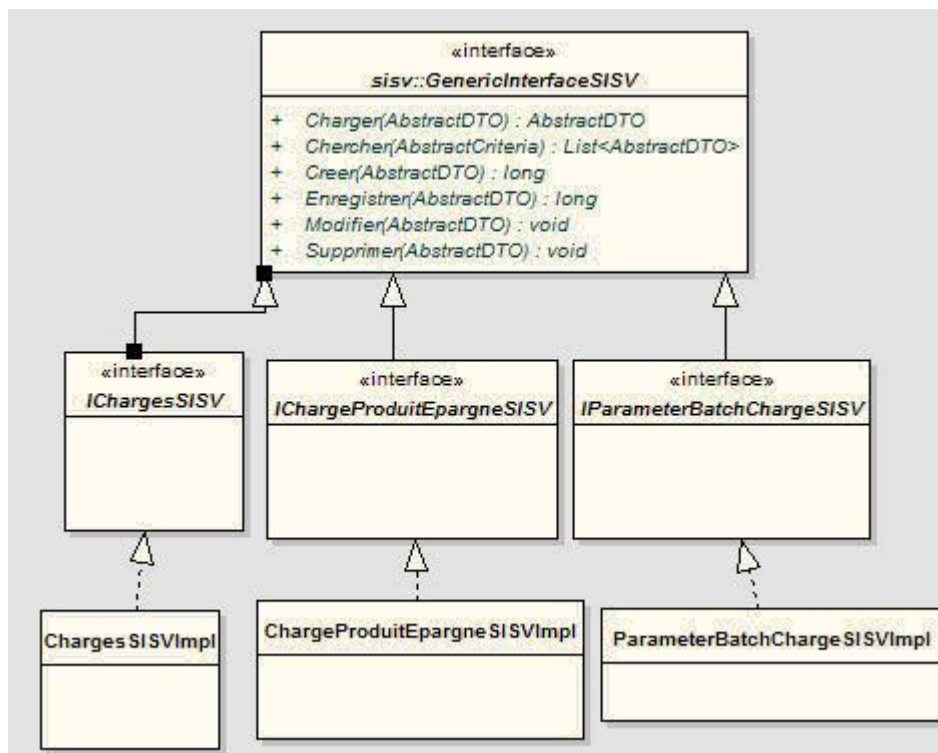 «interface»
sisv::GenericInterfaceSISV
+ Charger(AbstractDTO) : AbstractDTO
+ Chercher(AbstractCriteria) : List<AbstractDTO>
+ Creer(AbstractDTO) : long
+ Enregistrer(AbstractDTO) : long
+ Modifier(AbstractDTO) : void
+ Supprimer(AbstractDTO) : void
«interface»
IChargesSISV
«interface»
IChargeProduitEpargneSISV
«interface»
IParameterBatchChargeSISV
ChargesSISVImpl
ChargeProduitEpargneSISVImpl
ParameterBatchChargeSISVImpl